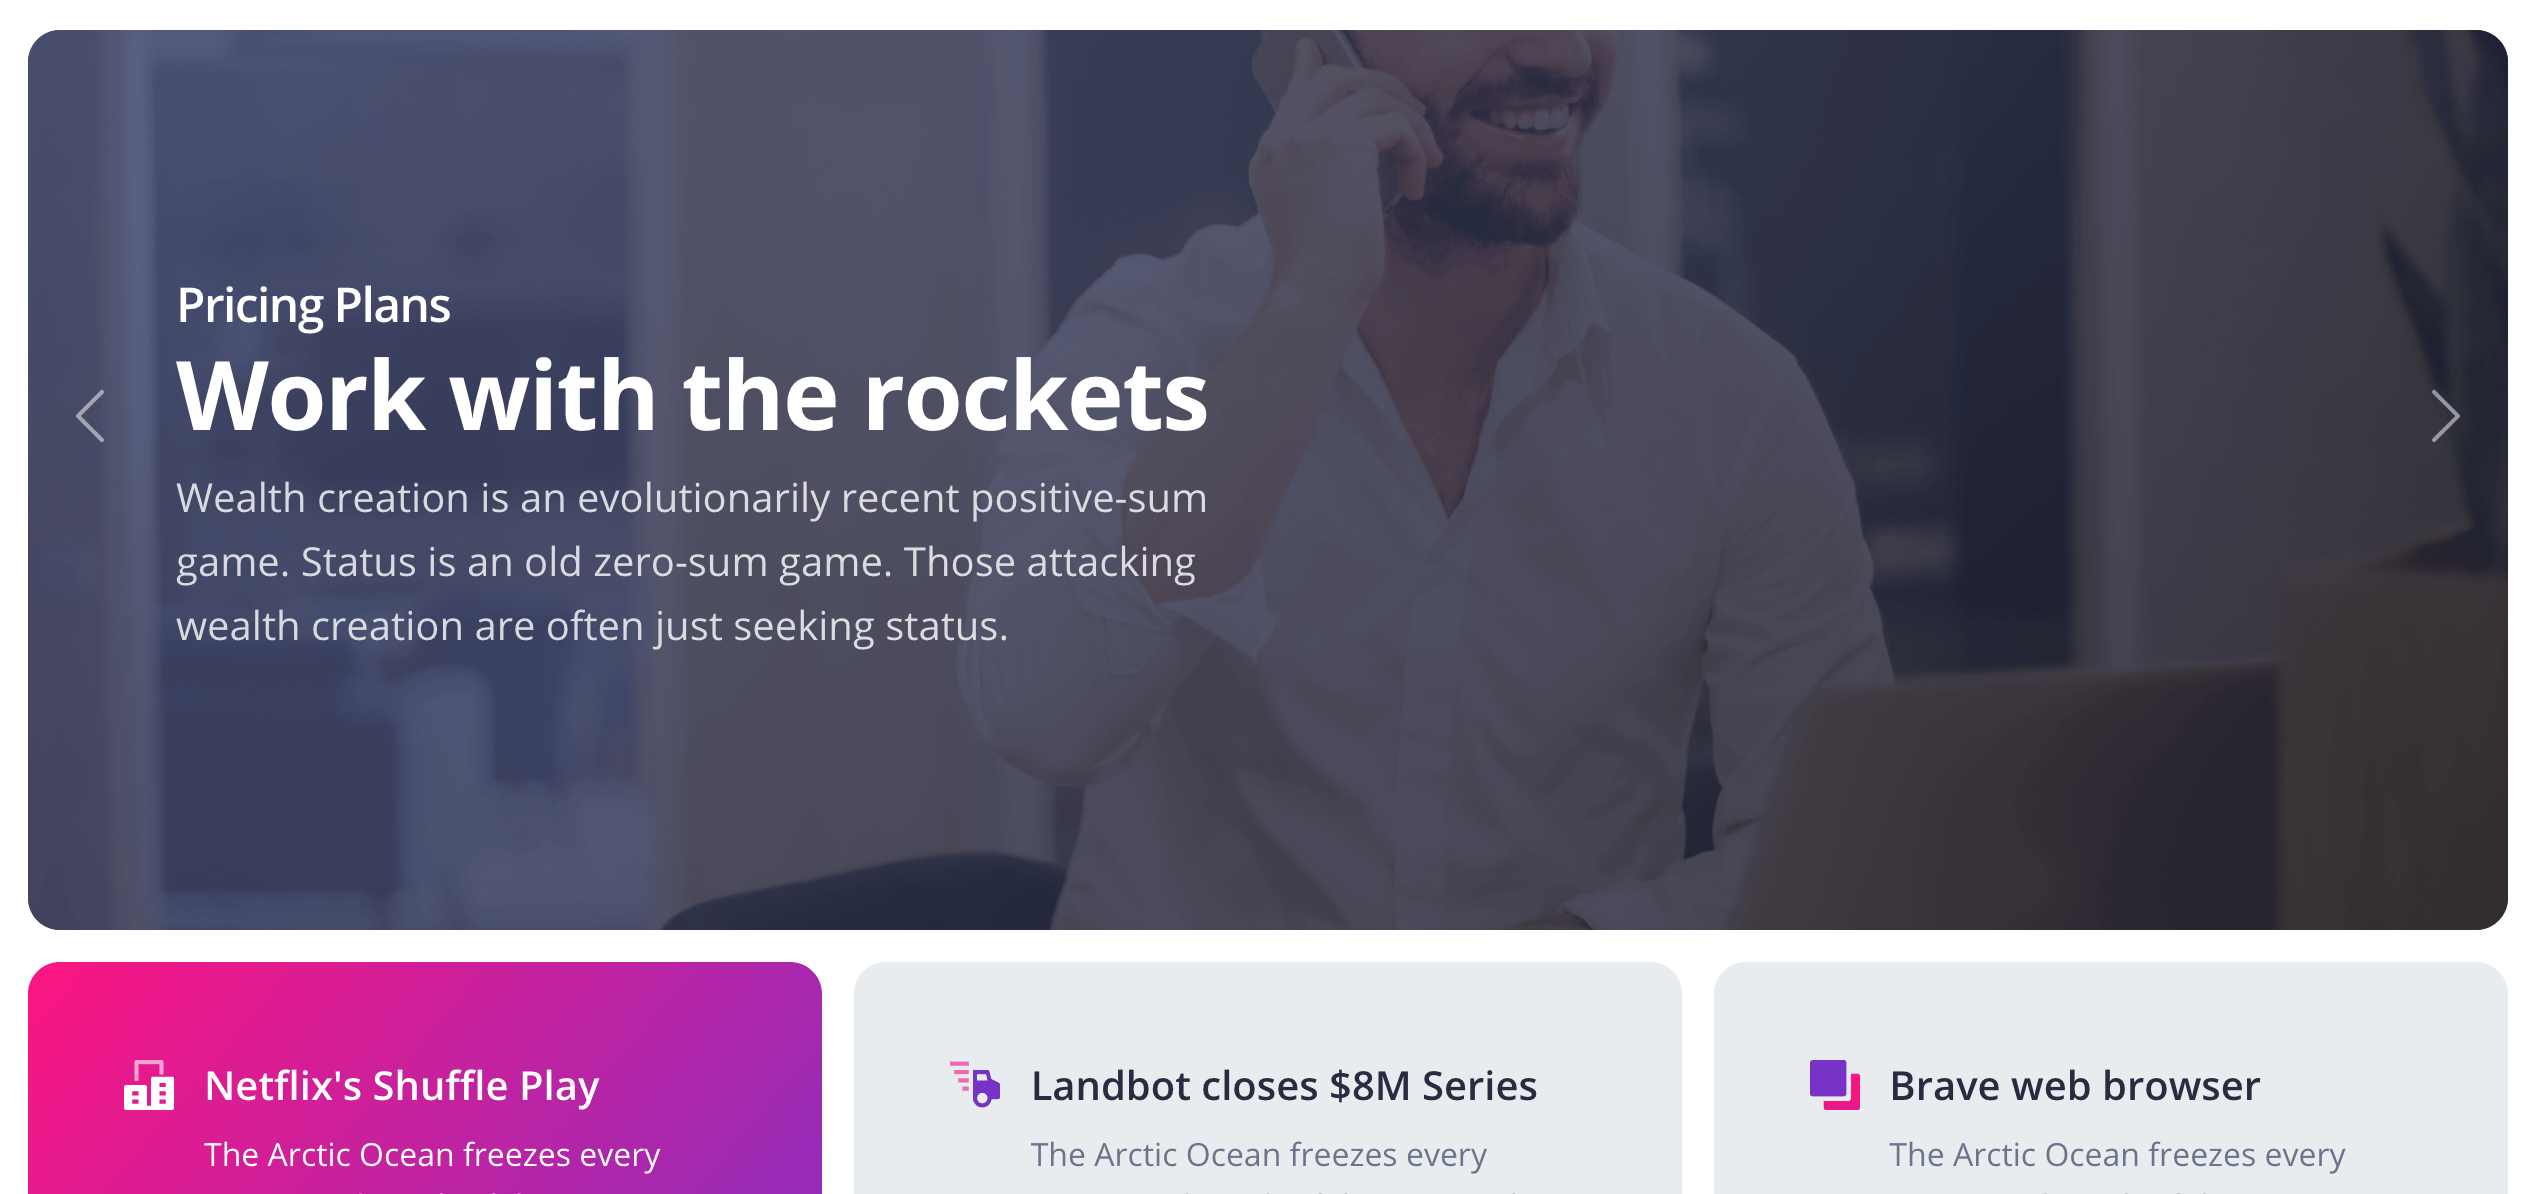 Pricing Plans
Work with the rockets
Wealth creation is an evolutionarily recent positive-sum
game. Status is an old zero-sum game. Those attacking
wealth creation are often just seeking status.
Netflix's Shuffle Play
The Arctic Ocean freezes every
Landbot closes $8M Series
The Arctic Ocean freezes every
Brave web browser
The Arctic Ocean freezes every